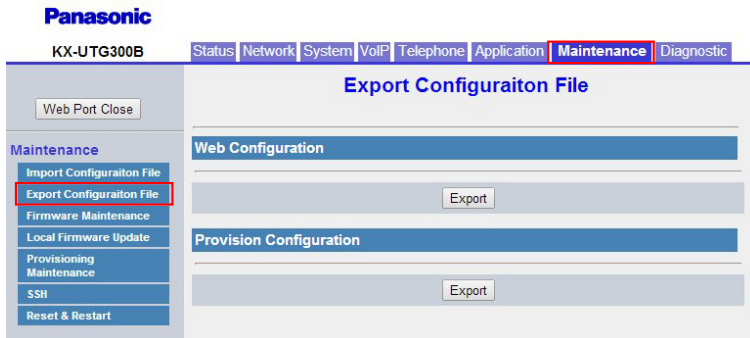 Panasonic
KX-UTG300B
Status Network System VoIP Telephone Application Maintenance Diagnostic
Web Port Close
Maintenance
Import Configuraiton File
Export Configuraiton File
Firmware Maintenance
Local Firmware Update
Provisioning
Maintenance
SSH
Reset & Restart
Export Configuraiton File
Web Configuration
Export
Provision Configuration
Export